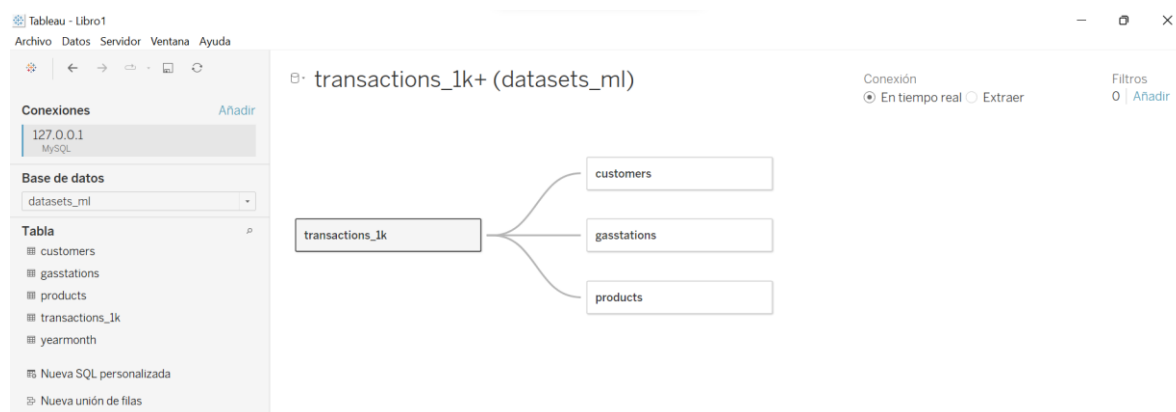 Tableau - Libro1
Archivo Datos Servidor Ventana Ayuda
transactions_1k+ (datasets_ml)
Conexión
En tiempo real Extraer
Filtros
0 Añadir
Conexiones Añadir
127.0.0.1
MySQL
Base de datos
datasets_ml
Tabla
customers
gasstations
products
transactions_1k
yearmonth
Nueva SQL personalizada
Nueva unión de filas
transactions_1k
customers
gasstations
products